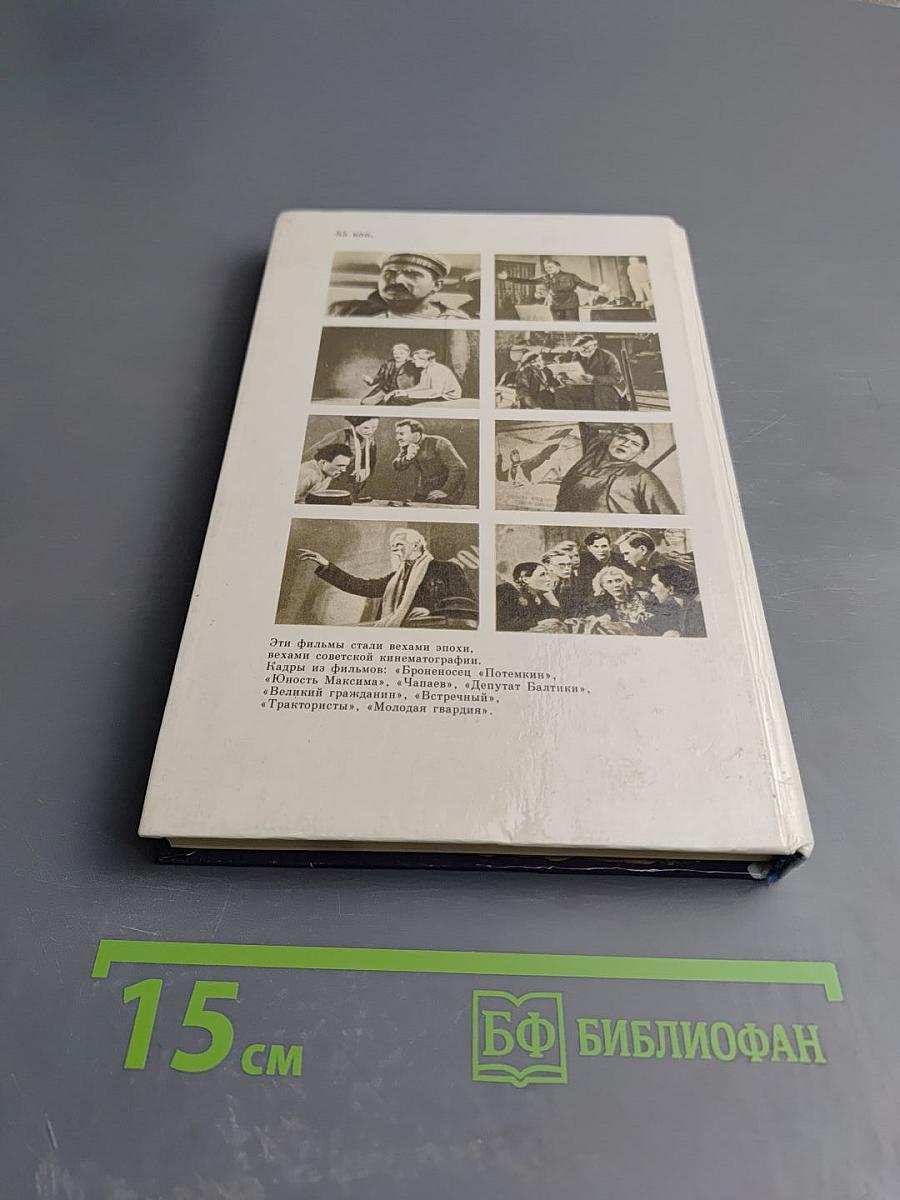 85 коп.
Эти фильмы стали вехами эпохи,
вехами советской кинематографии.
Кадры из фильмов: «Броненосец «Потемкин»,
«Юность Максима», «Чапаев», «Депутат Балтики»,
«Великий гражданин», «Встречный»,
«Трактористы», «Молодая гвардия».
15 см
БФ БИБЛИОФАН